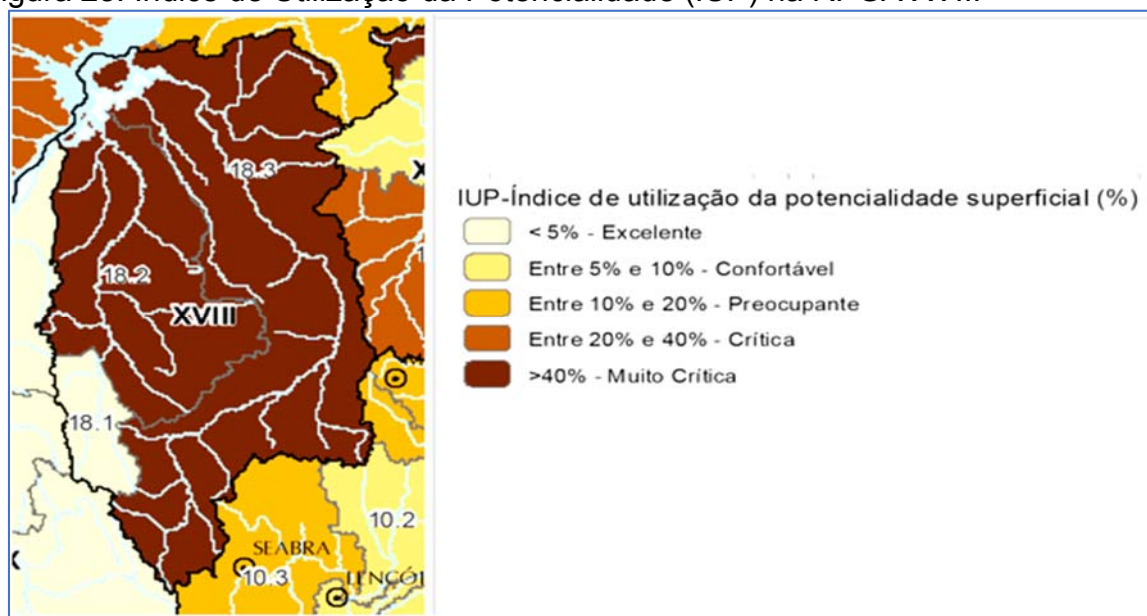 18.3
18.2
XVIII
18.1
10.2
SEABRA
10.3
IUP-Índice de utilização da potencialidade superficial (%)
< 5% - Excelente
Entre 5% e 10% - Confortável
Entre 10% e 20% - Preocupante
Entre 20% e 40% - Crítica
>40% - Muito Crítica